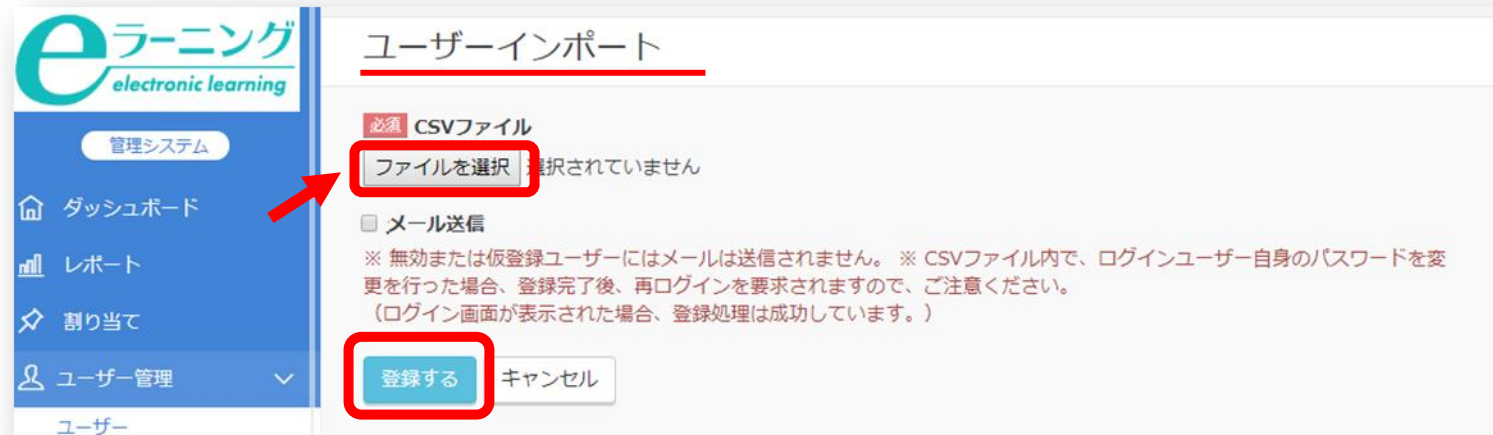 eラーニング
electronic learning
管理システム
ダッシュボード
レポート
割り当て
ユーザー管理
ユーザー
ユーザーインポート
必須 CSVファイル
ファイルを選択 選択されていません
メール送信
※ 無効または仮登録ユーザーにはメールは送信されません。 ※ CSVファイル内で、ログインユーザー自身のパスワードを変
更を行った場合、登録完了後、再ログインを要求されますので、ご注意ください。
（ログイン画面が表示された場合、登録処理は成功しています。）
登録する キャンセル